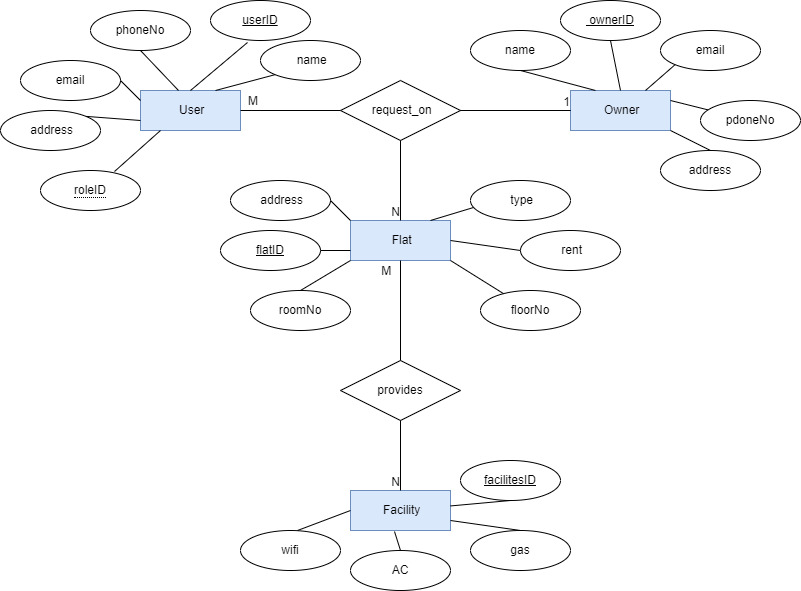 userID
ownerID
phoneNo
name
name
email
email
M
request_on
1
User
Owner
address
pdoneNo
address
roleID
address
N
type
flatID
Flat
rent
M
roomNo
floorNo
provides
N
facilitesID
Facility
wifi
AC
gas